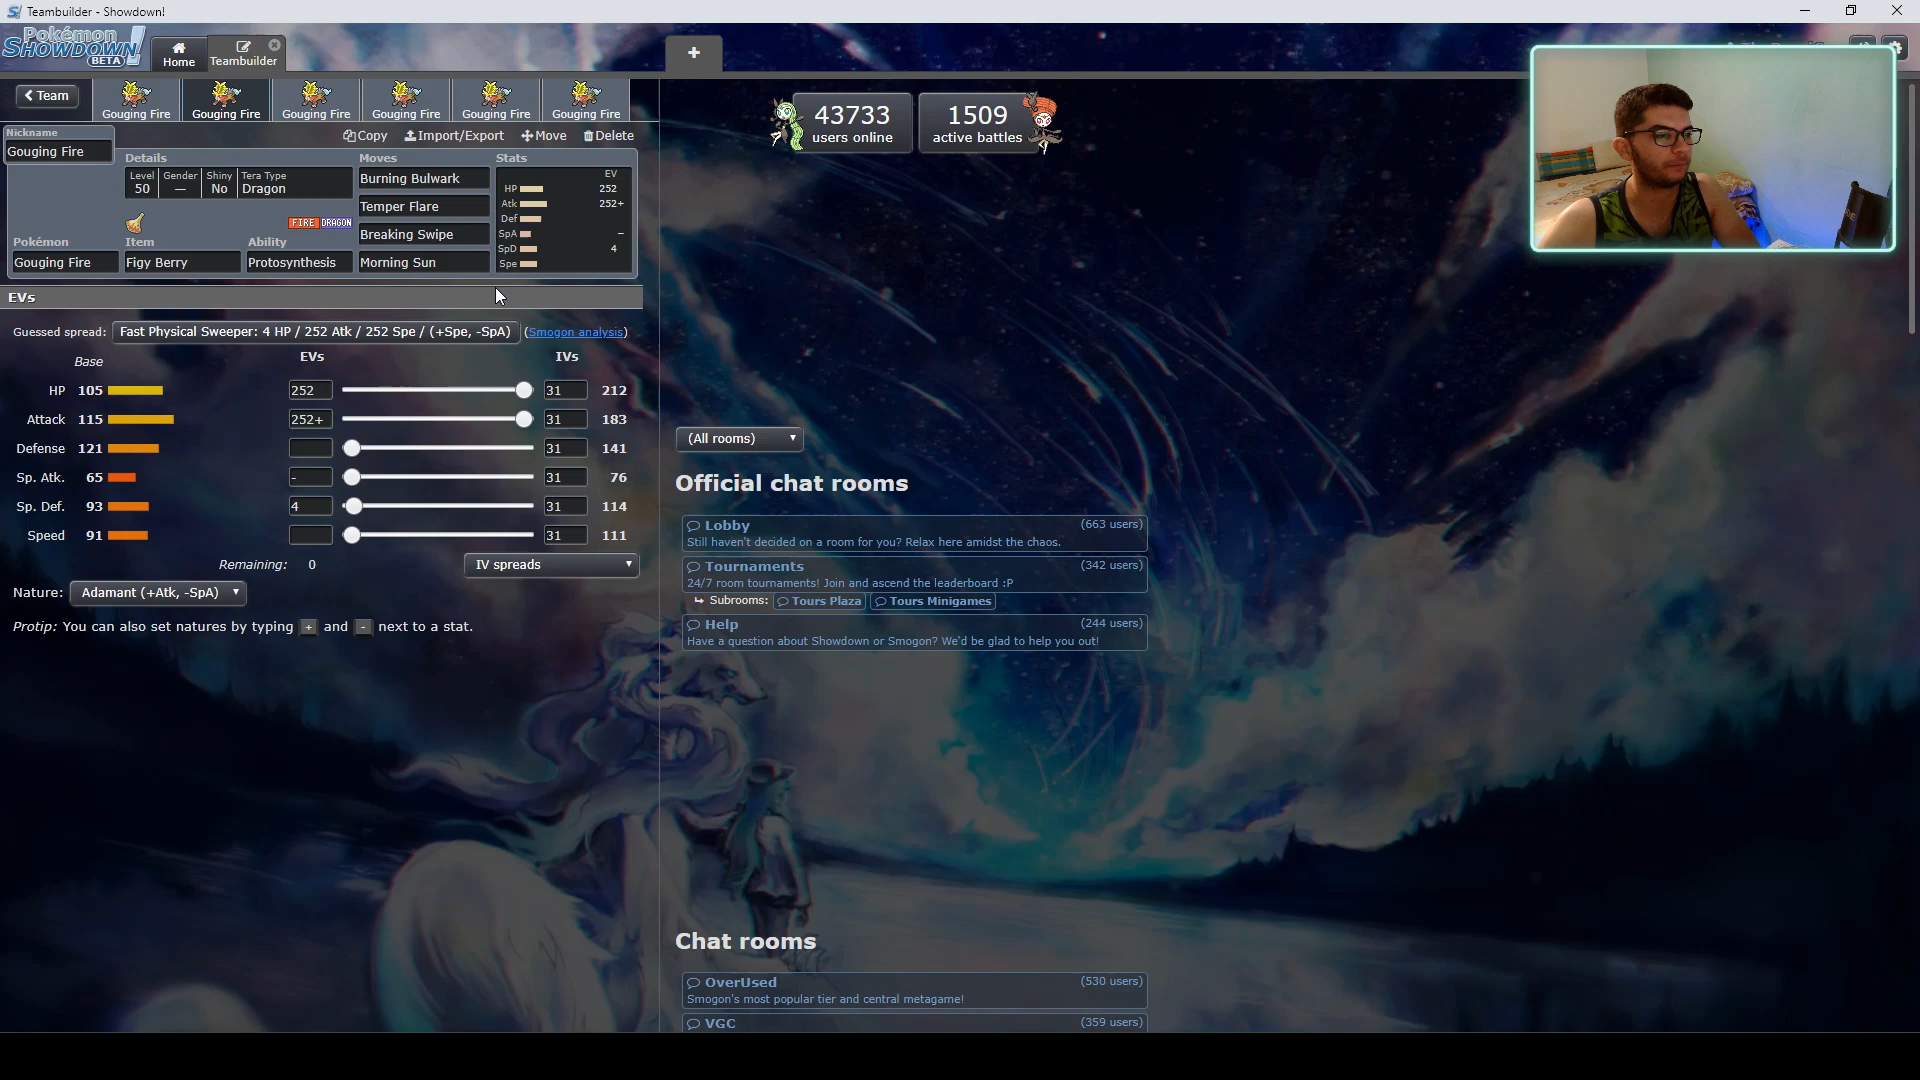 Teambuilder - Showdown!
Pokémon
SHOWDOWN!
BETA
Home
Teambuilder
+
Team
Gouging Fire
Gouging Fire
Gouging Fire
Gouging Fire
Gouging Fire
Gouging Fire
Copy
Import/Export
Move
Delete
Nickname
Gouging Fire
Details
Level
50
Gender
—
Shiny
No
Tera Type
Dragon
FIRE DRAGON
Pokémon
Gouging Fire
Item
Figy Berry
Ability
Protosynthesis
Moves
Burning Bulwark
Temper Flare
Breaking Swipe
Morning Sun
Stats
EV
HP 252
Atk 252+
Def
SpA –
SpD 4
Spe
EVs
Guessed spread: Fast Physical Sweeper: 4 HP / 252 Atk / 252 Spe / (+Spe, -SpA) (Smogon analysis)
Base EVs IVs
HP 105 252 31 212
Attack 115 252+ 31 183
Defense 121 31 141
Sp. Atk. 65 - 31 76
Sp. Def. 93 4 31 114
Speed 91 31 111
Remaining: 0
IV spreads
Nature: Adamant (+Atk, -SpA)
Protip: You can also set natures by typing + and - next to a stat.
43733
users online
1509
active battles
(All rooms)
Official chat rooms
Lobby (663 users)
Still haven't decided on a room for you? Relax here amidst the chaos.
Tournaments (342 users)
24/7 room tournaments! Join and ascend the leaderboard :P
Subrooms: Tours Plaza Tours Minigames
Help (244 users)
Have a question about Showdown or Smogon? We'd be glad to help you out!
Chat rooms
OverUsed (530 users)
Smogon's most popular tier and central metagame!
VGC (359 users)